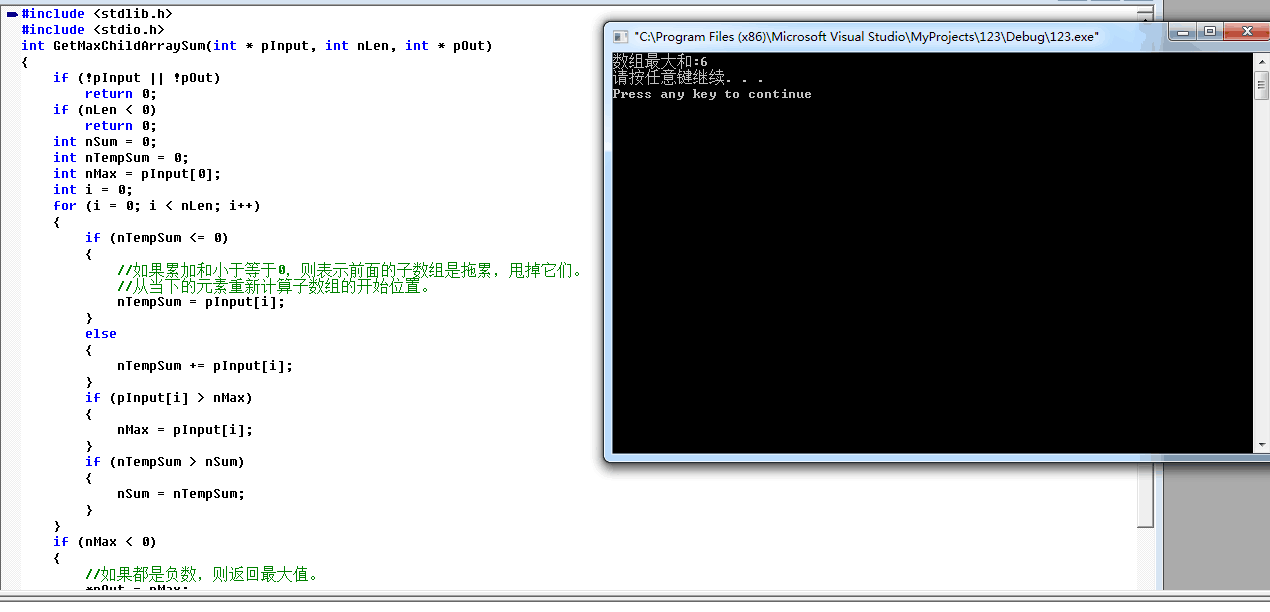 #include <stdlib.h>
#include <stdio.h>
int GetMaxChildArraySum(int * pInput, int nLen, int * pOut)
{
    if (!pInput || !pOut)
        return 0;
    if (nLen < 0)
        return 0;
    int nSum = 0;
    int nTempSum = 0;
    int nMax = pInput[0];
    int i = 0;
    for (i = 0; i < nLen; i++)
    {
        if (nTempSum <= 0)
        {
            //如果累加和小于等于0，则表示前面的子数组是拖累，甩掉它们。
            //从当下的元素重新计算子数组的开始位置。
            nTempSum = pInput[i];
        }
        else
        {
            nTempSum += pInput[i];
        }
        if (pInput[i] > nMax)
        {
            nMax = pInput[i];
        }
        if (nTempSum > nSum)
        {
            nSum = nTempSum;
        }
    }
    if (nMax < 0)
    {
        //如果都是负数，则返回最大值。
        *pOut = nMax;
"C:\Program Files (x86)\Microsoft Visual Studio\MyProjects\123\Debug\123.exe"
数组最大和:6
请按任意键继续. . .
Press any key to continue